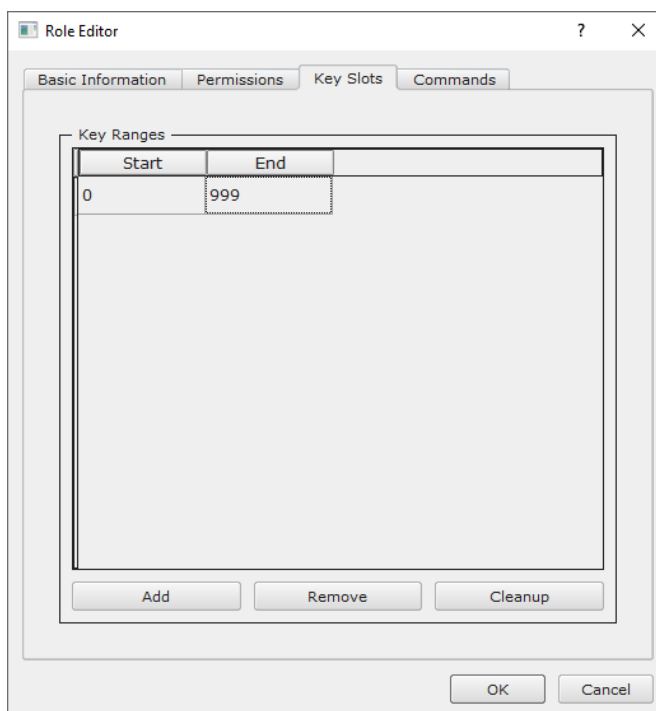 Role Editor ?
Basic Information Permissions Key Slots Commands
Key Ranges
Start End
0 999
Add Remove Cleanup
OK Cancel